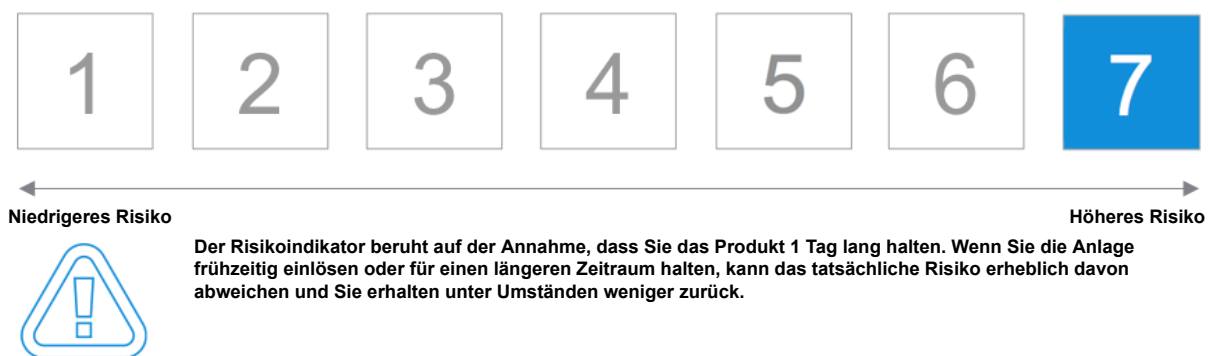 1 2 3 4 5 6 7
Niedrigeres Risiko Höheres Risiko
Der Risikoindikator beruht auf der Annahme, dass Sie das Produkt 1 Tag lang halten. Wenn Sie die Anlage
frühzeitig einlösen oder für einen längeren Zeitraum halten, kann das tatsächliche Risiko erheblich davon
abweichen und Sie erhalten unter Umständen weniger zurück.